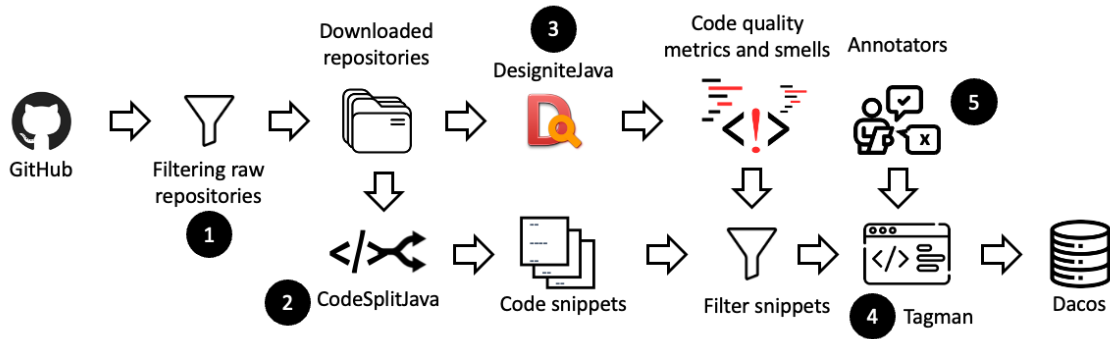 GitHub
Filtering raw
repositories
1
Downloaded
repositories
2
CodeSplitJava
3
DesigniteJava
D
Code snippets
Code quality
metrics and smells
<!>
Filter snippets
Annotators
5
x
</>
</>
4
Tagman
Dacos